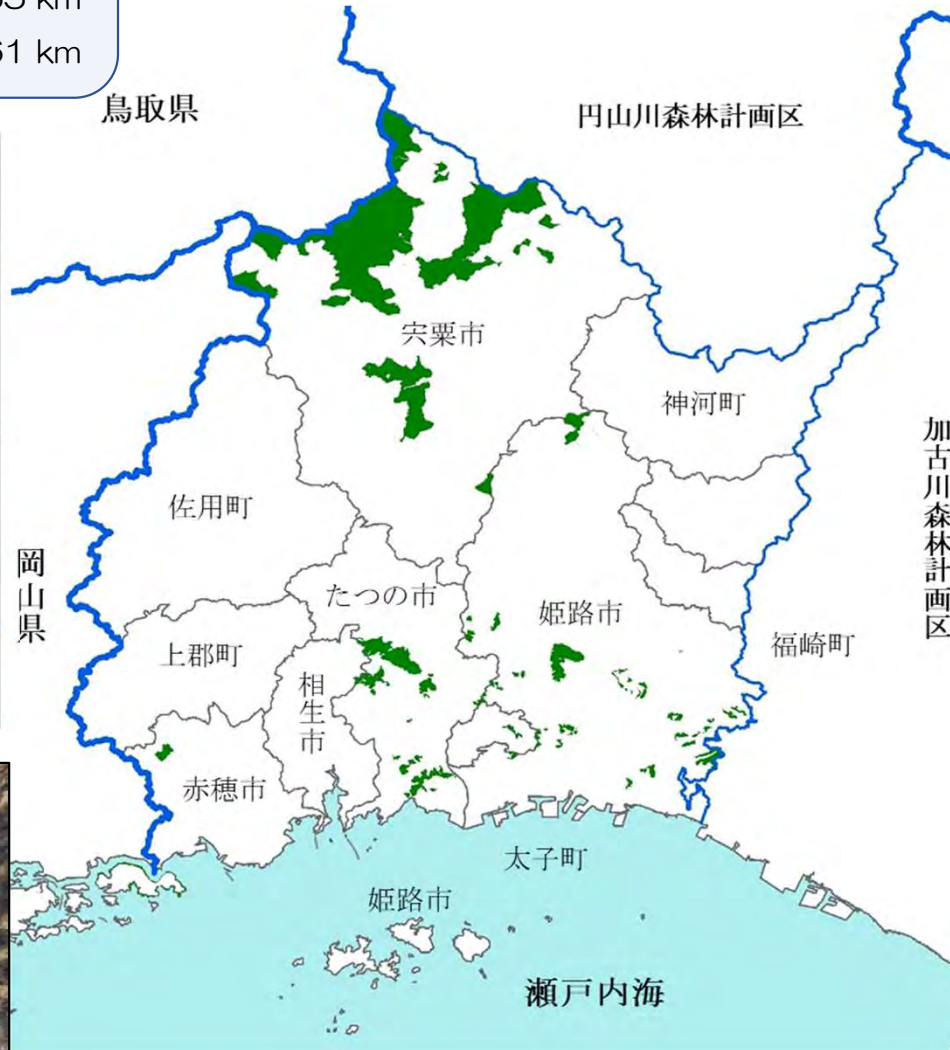 km
61 km
鳥取県
円山川森林計画区
宍粟市
神河町
加古川森林計画区
佐用町
岡山県
たつの市
姫路市
上郡町
福崎町
相生市
赤穂市
太子町
姫路市
瀬戸内海